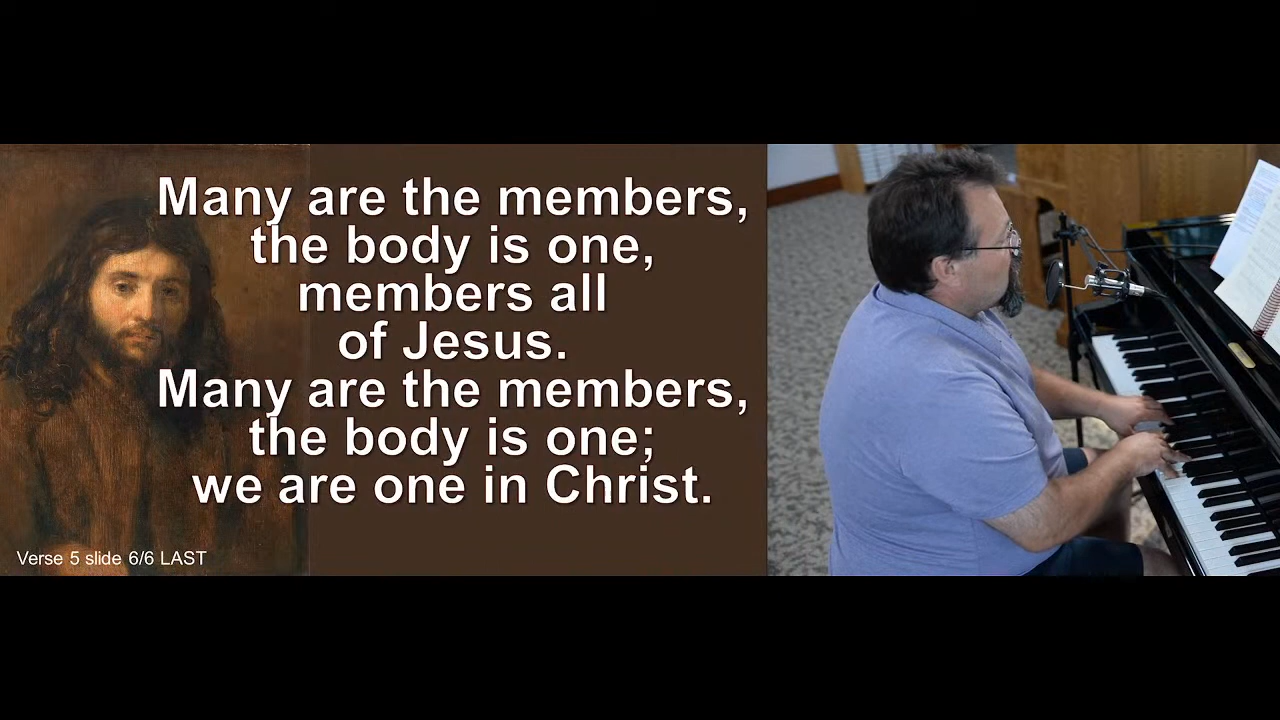 Many are the members,
the body is one,
members all
of Jesus.
Many are the members,
the body is one;
we are one in Christ.
Verse 5 slide 6/6 LAST